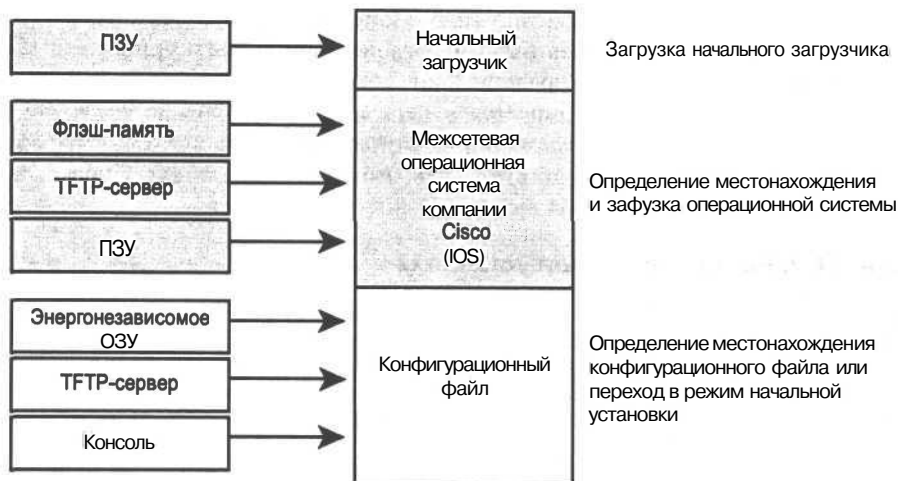 ПЗУ
Начальный
загрузчик
Загрузка начального загрузчика
Флэш-память
TFTP-сервер
ПЗУ
Межсетевая
операционная
система
компании
Cisco
(IOS)
Определение местонахождения
и зафузка операционной системы
Энергонезависомое
ОЗУ
TFTP-сервер
Консоль
Конфигурационный
файл
Определение местонахождения
конфигурационного файла или
переход в режим начальной
установки